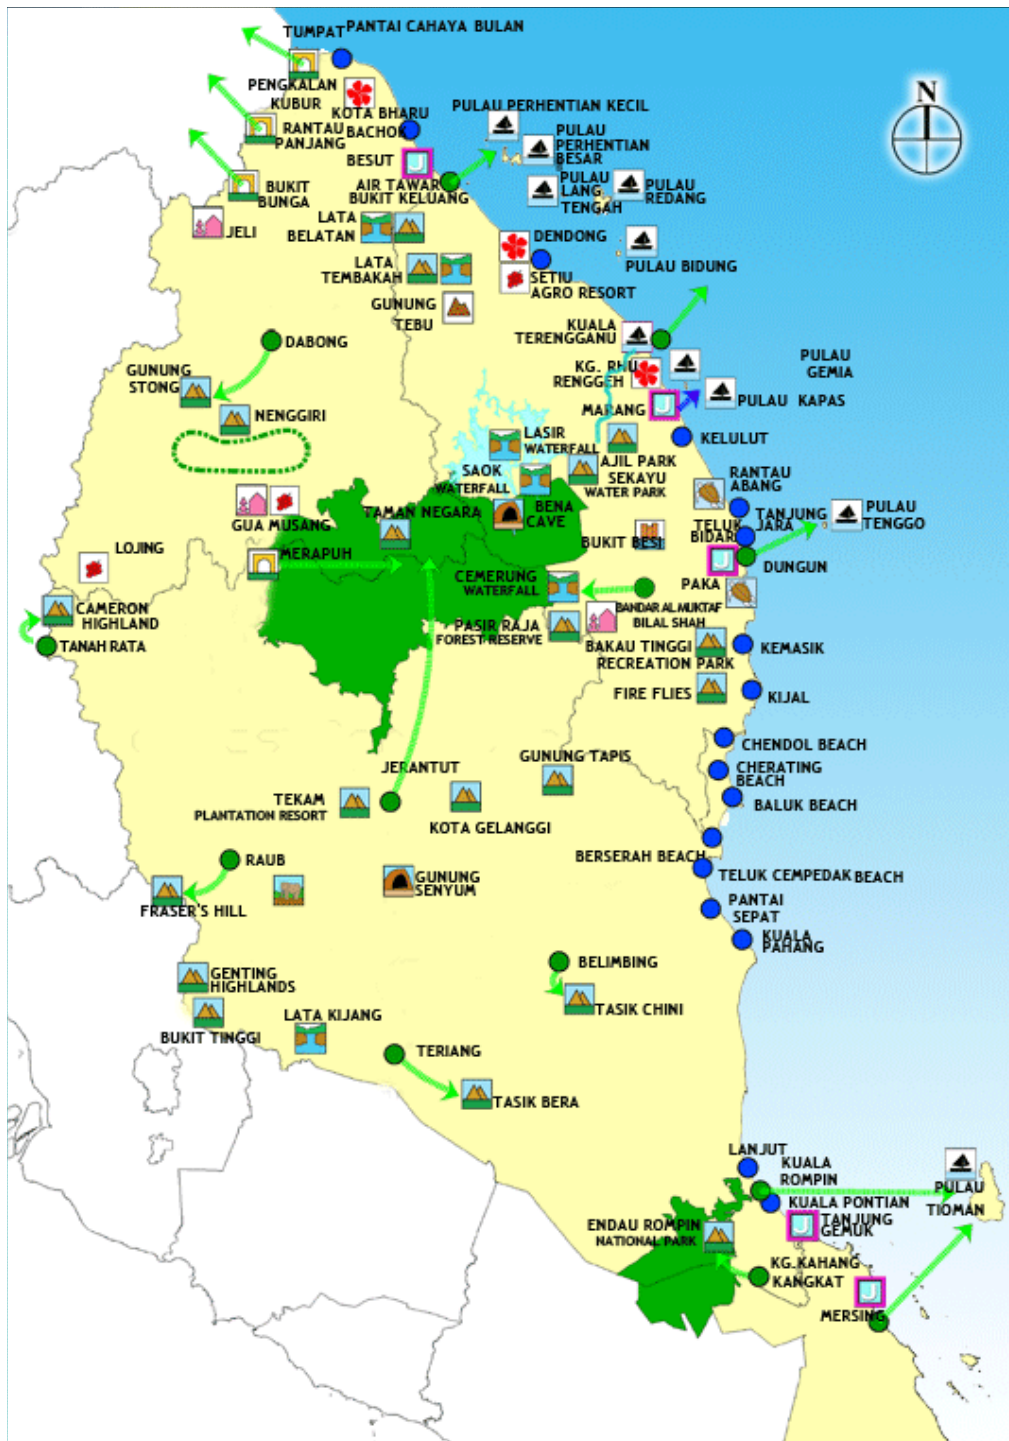 TUMPAT
PANTAI CAHAYA BULAN
N
PENGKALAN
KUBUR
KOTA BHARU
RANTAU
PANJANG
BACHOK
PULAU PERHENTIAN KECIL
PULAU
PERHENTIAN
BESAR
BESUT
AIR TAWAR
BUKIT KELUANG
PULAU
LANG
TENGAH
PULAU
REDANG
BUKIT
BUNGA
JELI
LATA
BELATAN
DENDONG
PULAU BIDUNG
LATA
TEMBAKAH
SETIU
AGRO RESORT
GUNUNG
TEBU
KUALA
TERENGGANU
DABONG
PULAU
GEMIA
GUNUNG
STONG
KG. RHU
RENGGEH
NENGGIRI
MARANG
PULAU KAPAS
LASIR
WATERFALL
KELULUT
SAOK
WATERFALL
AJIL PARK
SEKAYU
WATER PARK
RANTAU
ABANG
GUA MUSANG
TAMAN NEGARA
BENA
CAVE
TANJUNG
JARA
PULAU
TENGGO
TELUK
BIDARI
BUKIT BESI
LOJING
MERAPUH
DUNGUN
CEMERUNG
WATERFALL
PAKA
CAMERON
HIGHLAND
BANDAR AL MUKTAF
BILAL SHAH
PASIR RAJA
FOREST RESERVE
TANAH RATA
BAKAU TINGGI
RECREATION PARK
KEMASIK
FIRE FLIES
KIJAL
CHENDOL BEACH
GUNUNG TAPIS
CHERATING
BEACH
JERANTUT
TEKAM
PLANTATION RESORT
KOTA GELANGGI
BALUK BEACH
BERSERAH BEACH
RAUB
GUNUNG
SENYUM
TELUK CEMPEDAK BEACH
FRASER'S HILL
PANTAI
SEPAT
KUALA
PAHANG
BELIMBING
GENTING
HIGHLANDS
TASIK CHINI
LATA KIJANG
BUKIT TINGGI
TERIANG
TASIK BERA
LANJUT
KUALA
ROMPIN
PULAU
TIOMAN
KUALA PONTIAN
ENDAU ROMPIN
NATIONAL PARK
TANJUNG
GEMUK
KG.KAHANG
KANGKAT
MERSING